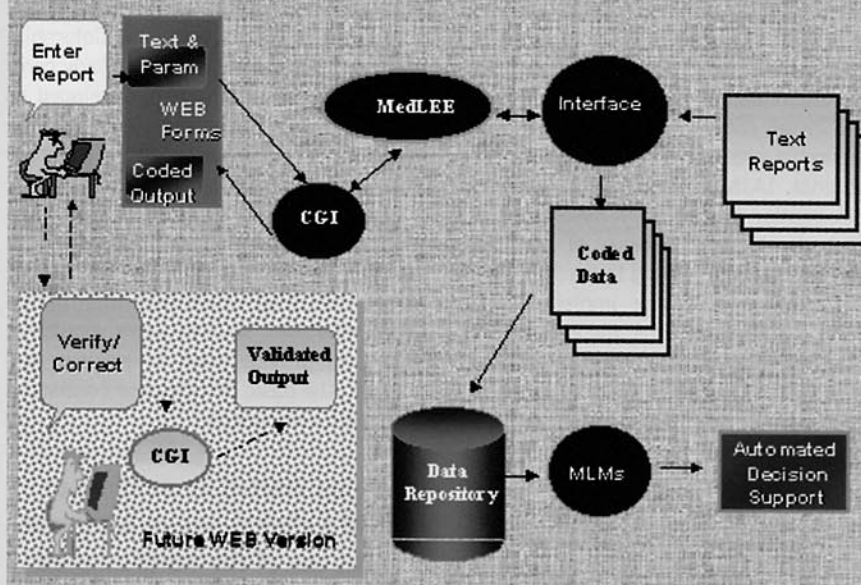 Enter
Report
Text &
Param
WEB
Forms
Coded
Output
MedLEE
CGI
Interface
Text
Reports
Coded
Data
Verify/
Correct
Validated
Output
CGI
Future WEB Version
Data
Repository
MLMs
Automated
Decision
Support